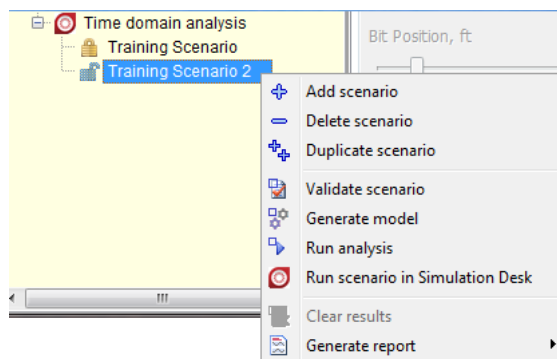 Time domain analysis
Training Scenario
Training Scenario 2
Bit Position, ft
Add scenario
Delete scenario
Duplicate scenario
Validate scenario
Generate model
Run analysis
Run scenario in Simulation Desk
Clear results
Generate report